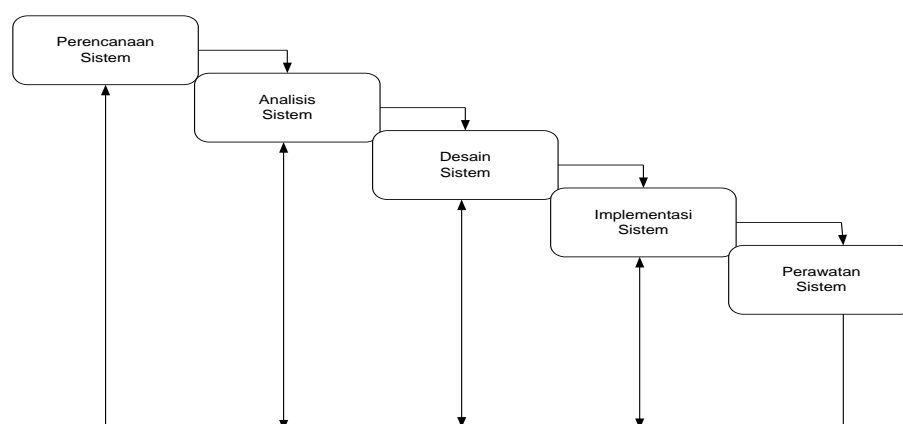 Perencanaan
Sistem
Analisis
Sistem
Desain
Sistem
Implementasi
Sistem
Perawatan
Sistem